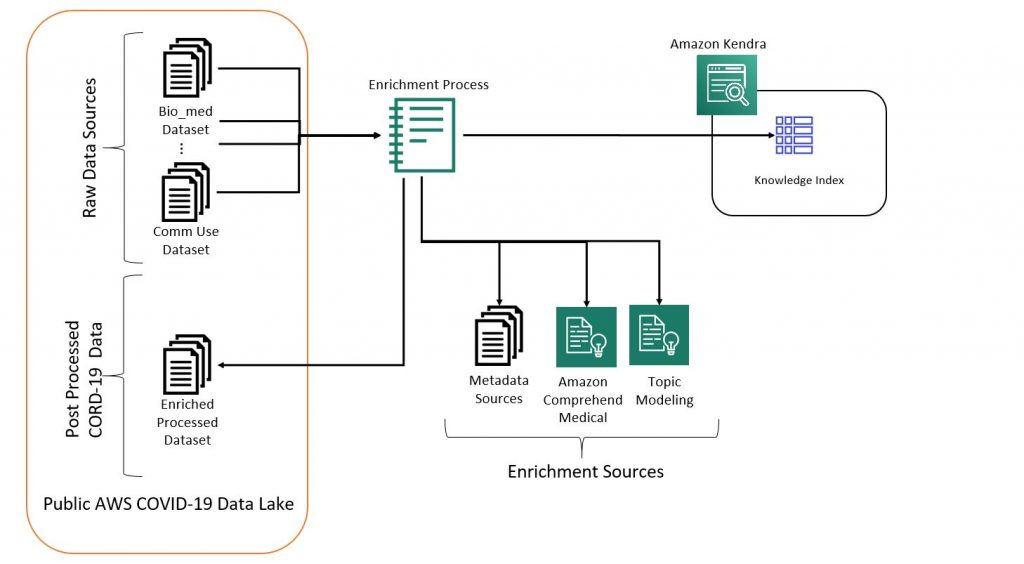 Raw Data Sources
Bio_med
Dataset
Comm Use
Dataset
Post Processed
CORD-19 Data
Enriched
Processed
Dataset
Public AWS COVID-19 Data Lake
Enrichment Process
Amazon Kendra
Knowledge Index
Metadata
Sources
Amazon
Comprehend
Medical
Topic
Modeling
Enrichment Sources